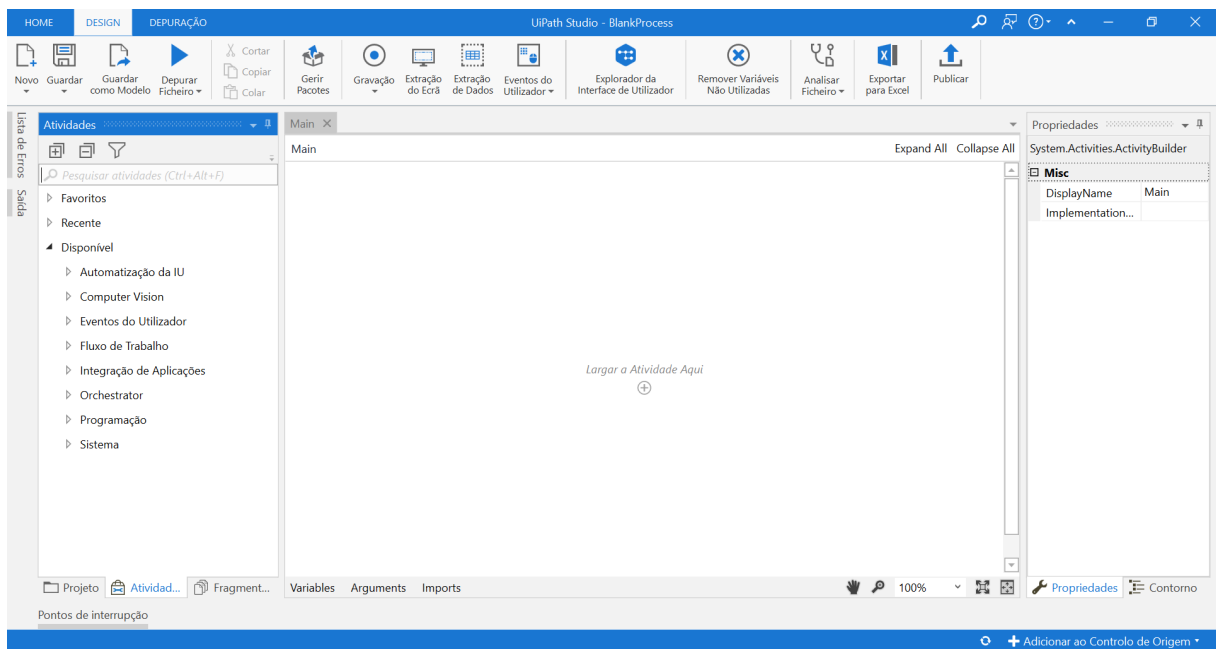 HOME DESIGN DEPURAÇÃO UiPath Studio - BlankProcess
Novo Guardar Guardar como Modelo Depurar Ficheiro
Cortar
Copiar
Colar
Gerir Pacotes Gravação Extração do Ecrã Extração de Dados Eventos do Utilizador Explorador da Interface de Utilizador Remover Variáveis Não Utilizadas Analisar Ficheiro Exportar para Excel Publicar
Lista de Erros
Saída
Atividades
Pesquisar atividades (Ctrl+Alt+F)
Favoritos
Recente
Disponível
Automatização da IU
Computer Vision
Eventos do Utilizador
Fluxo de Trabalho
Integração de Aplicações
Orchestrator
Programação
Sistema
Projeto Atividad... Fragment...
Main
Main Expand All Collapse All
Largar a Atividade Aqui
Variables Arguments Imports 100%
Propriedades
System.Activities.ActivityBuilder
Misc
DisplayName Main
Implementation...
Propriedades Contorno
Pontos de interrupção
Adicionar ao Controlo de Origem